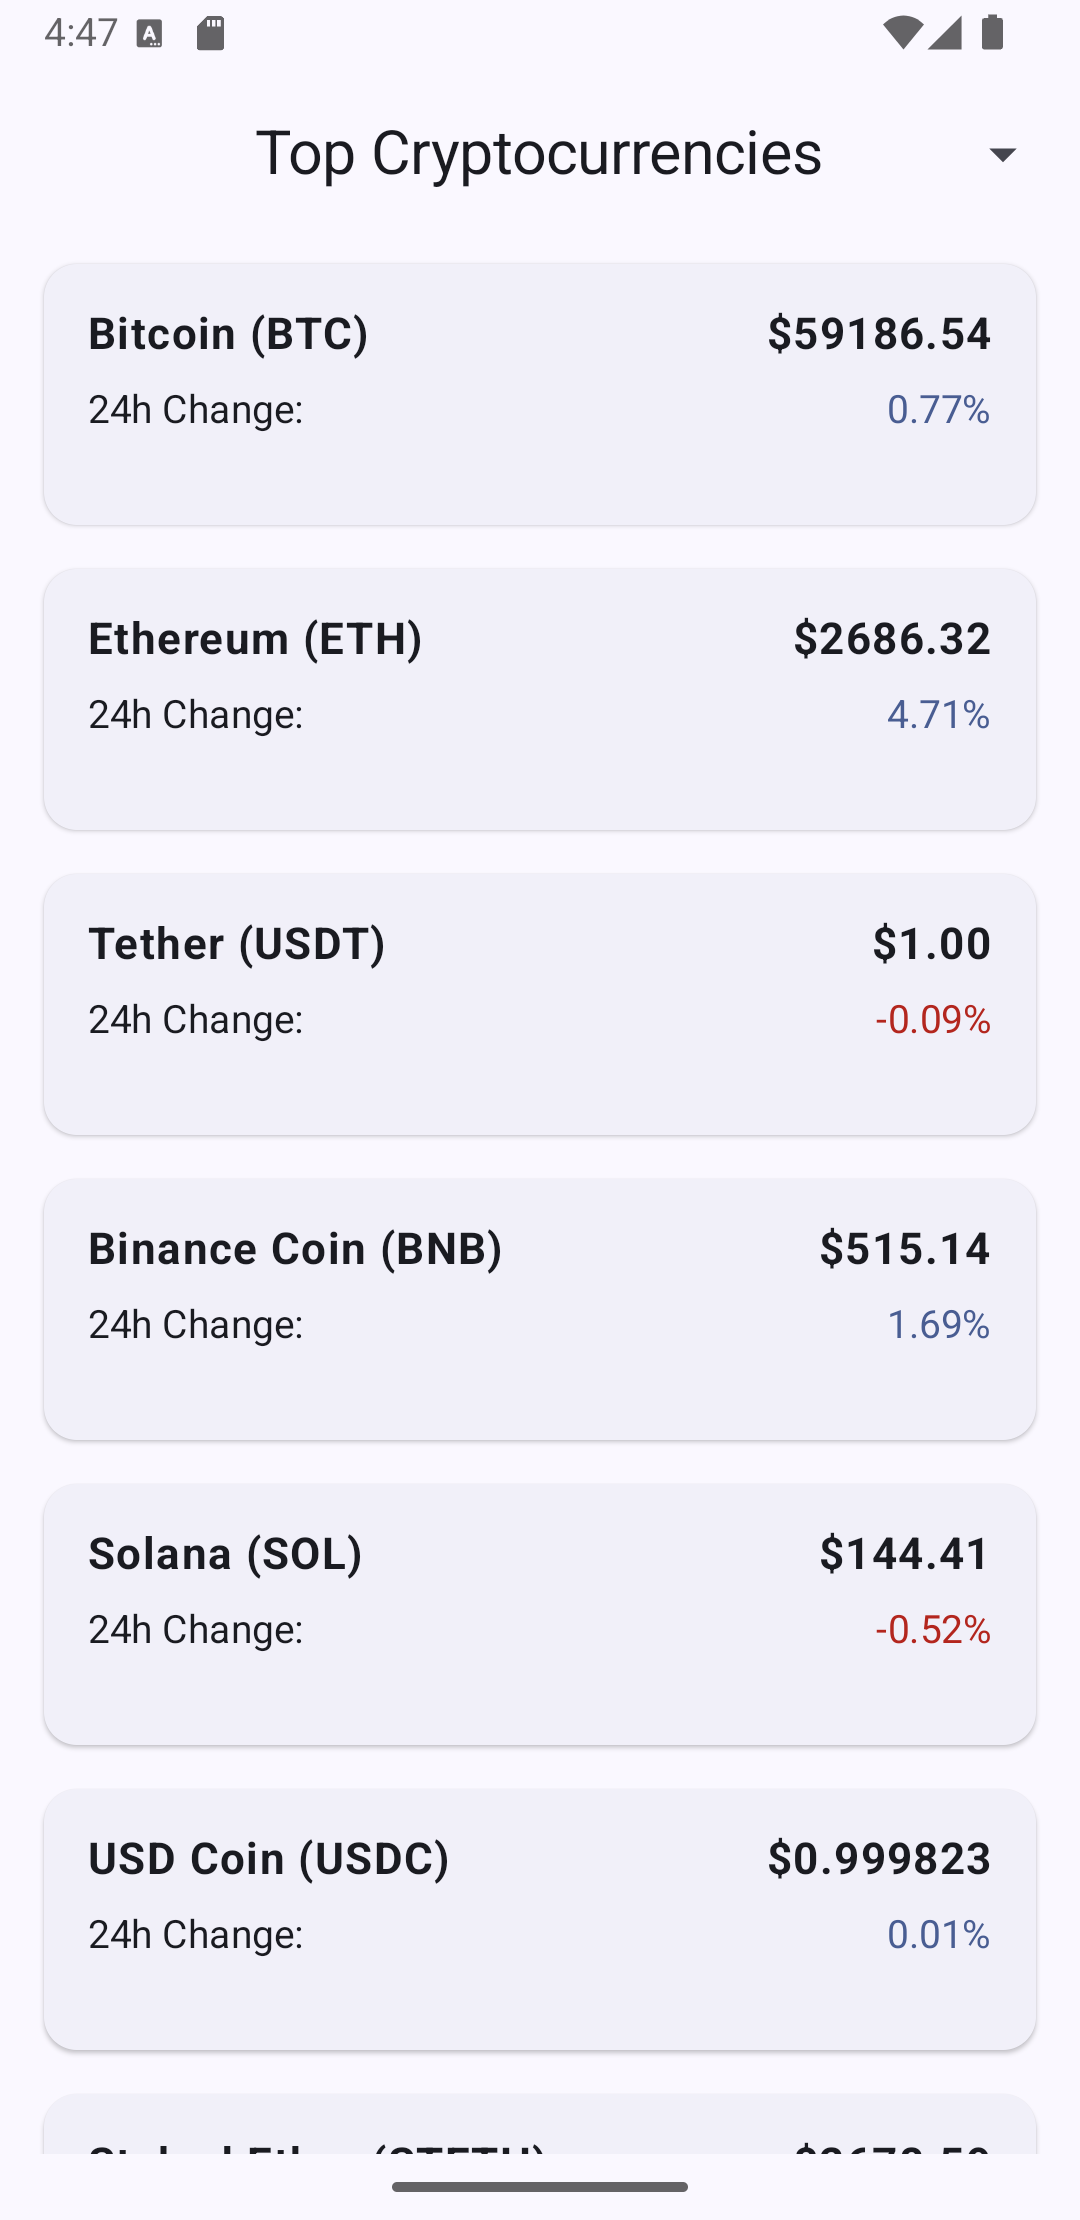 4:47
Top Cryptocurrencies
Bitcoin (BTC) $59186.54
24h Change: 0.77%
Ethereum (ETH) $2686.32
24h Change: 4.71%
Tether (USDT) $1.00
24h Change: -0.09%
Binance Coin (BNB) $515.14
24h Change: 1.69%
Solana (SOL) $144.41
24h Change: -0.52%
USD Coin (USDC) $0.999823
24h Change: 0.01%